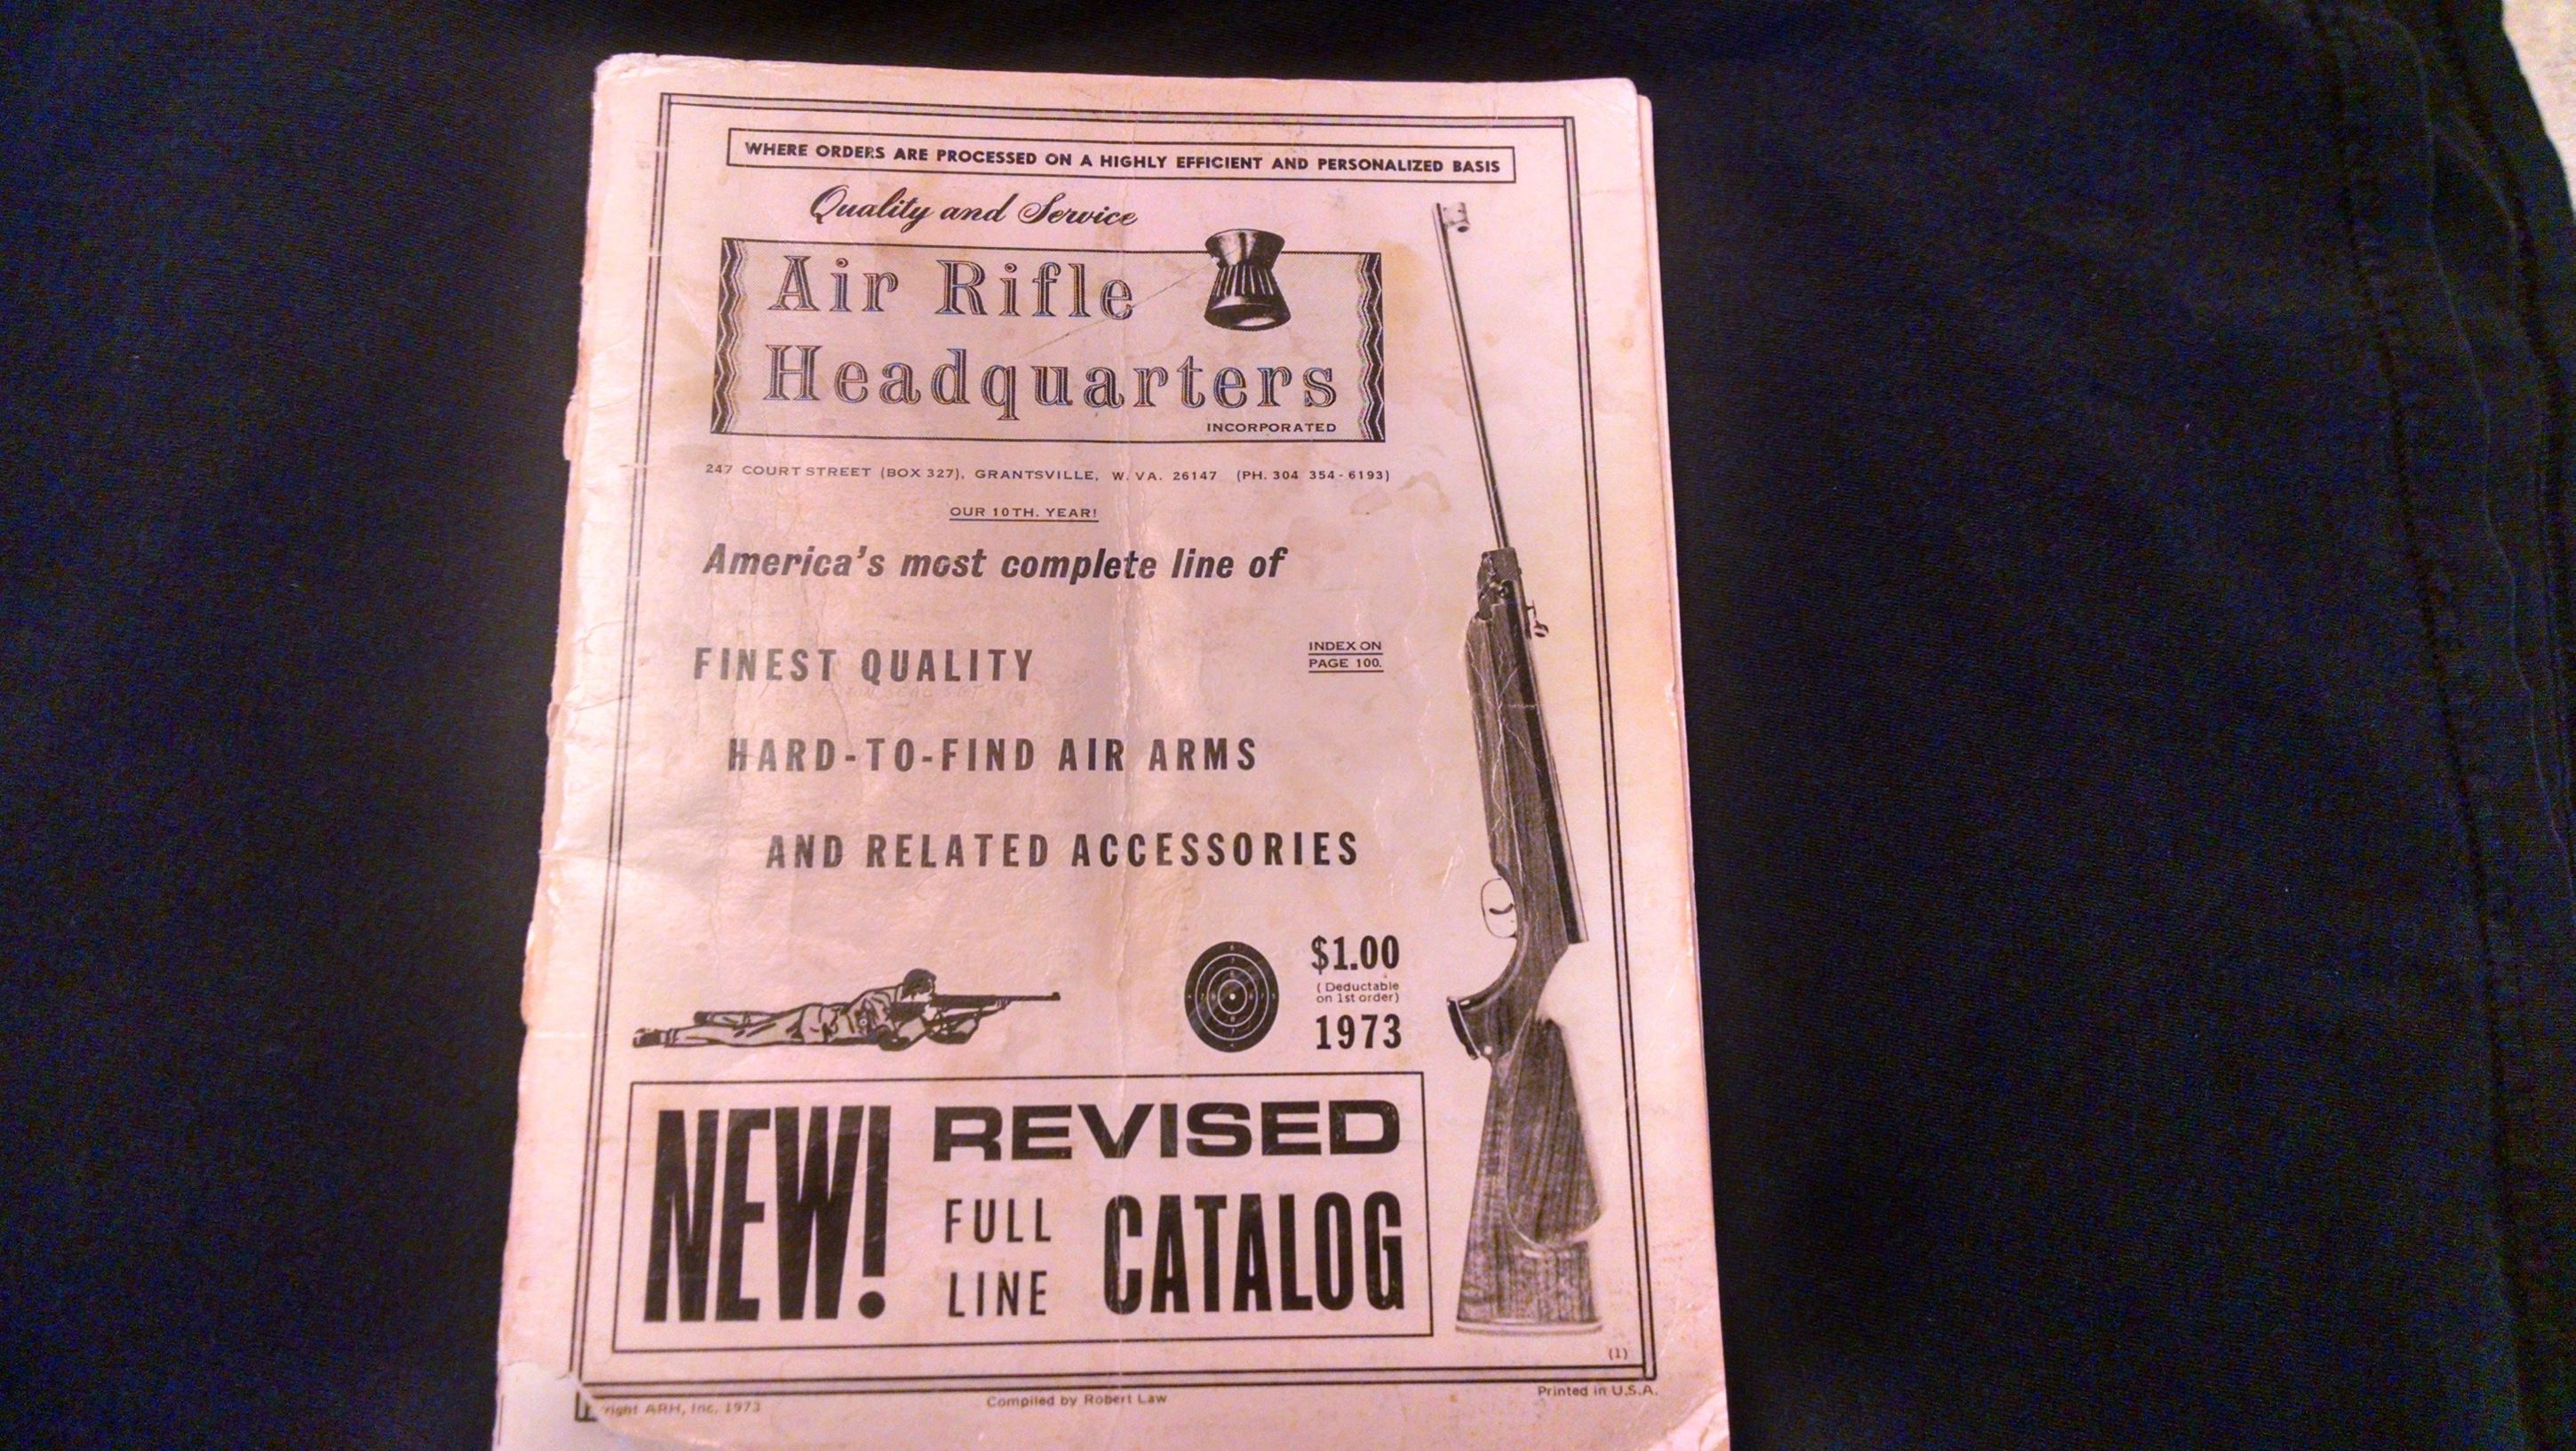 WHERE ORDERS ARE PROCESSED ON A HIGHLY EFFICIENT AND PERSONALIZED BASIS
Quality and Service
Air Rifle
Headquarters
INCORPORATED
247 COURT STREET (BOX 327), GRANTSVILLE, W. VA. 26147 (PH. 304 354-6193)
OUR 10TH. YEAR!
America's most complete line of
FINEST QUALITY
INDEX ON
PAGE 100.
HARD-TO-FIND AIR ARMS
AND RELATED ACCESSORIES
$1.00
(Deductable
on 1st order)
1973
NEW!
REVISED
FULL
LINE
CATALOG
(1)
right ARH, Inc, 1973
Compiled by Robert Law
Printed in U.S.A.